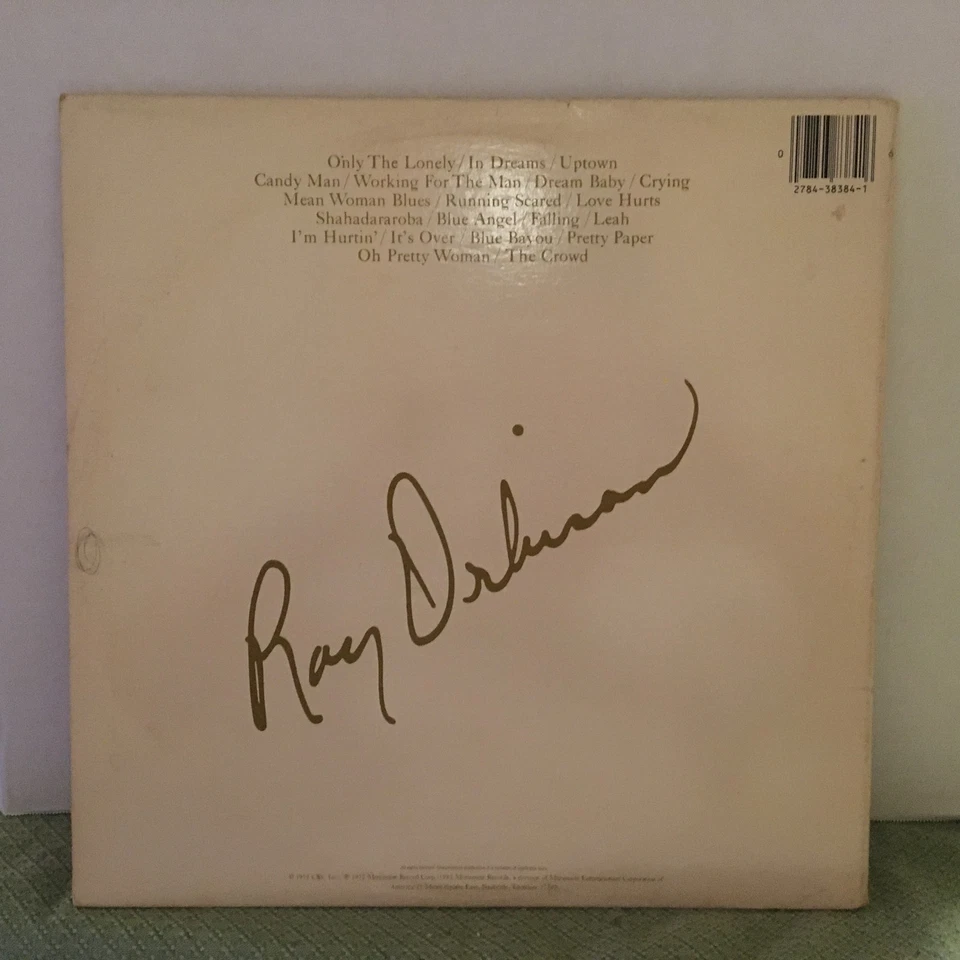 Only The Lonely / In Dreams / Uptown
Candy Man / Working For The Man / Dream Baby / Crying
Mean Woman Blues / Running Scared / Love Hurts
Shahadararoba / Blue Angel / Falling / Leah
I'm Hurtin' / It's Over / Blue Bayou / Pretty Paper
Oh Pretty Woman / The Crowd
0 6
2784-38384-1
Roy Orbison